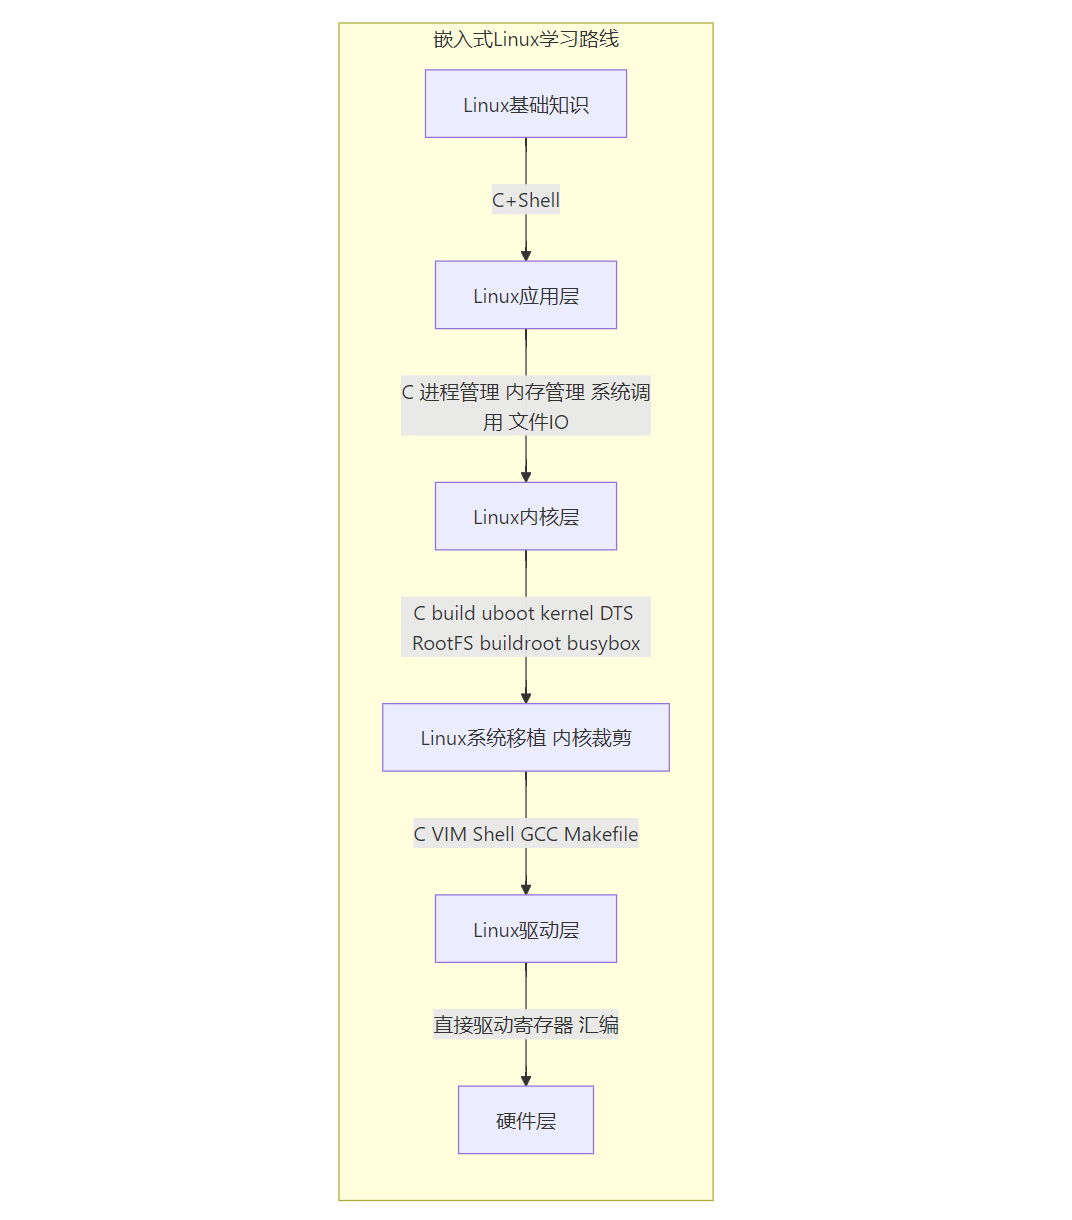 嵌入式Linux学习路线
Linux基础知识
C+Shell
Linux应用层
C 进程管理 内存管理 系统调
用 文件IO
Linux内核层
C build uboot kernel DTS
RootFS buildroot busybox
Linux系统移植 内核裁剪
C VIM Shell GCC Makefile
Linux驱动层
直接驱动寄存器 汇编
硬件层